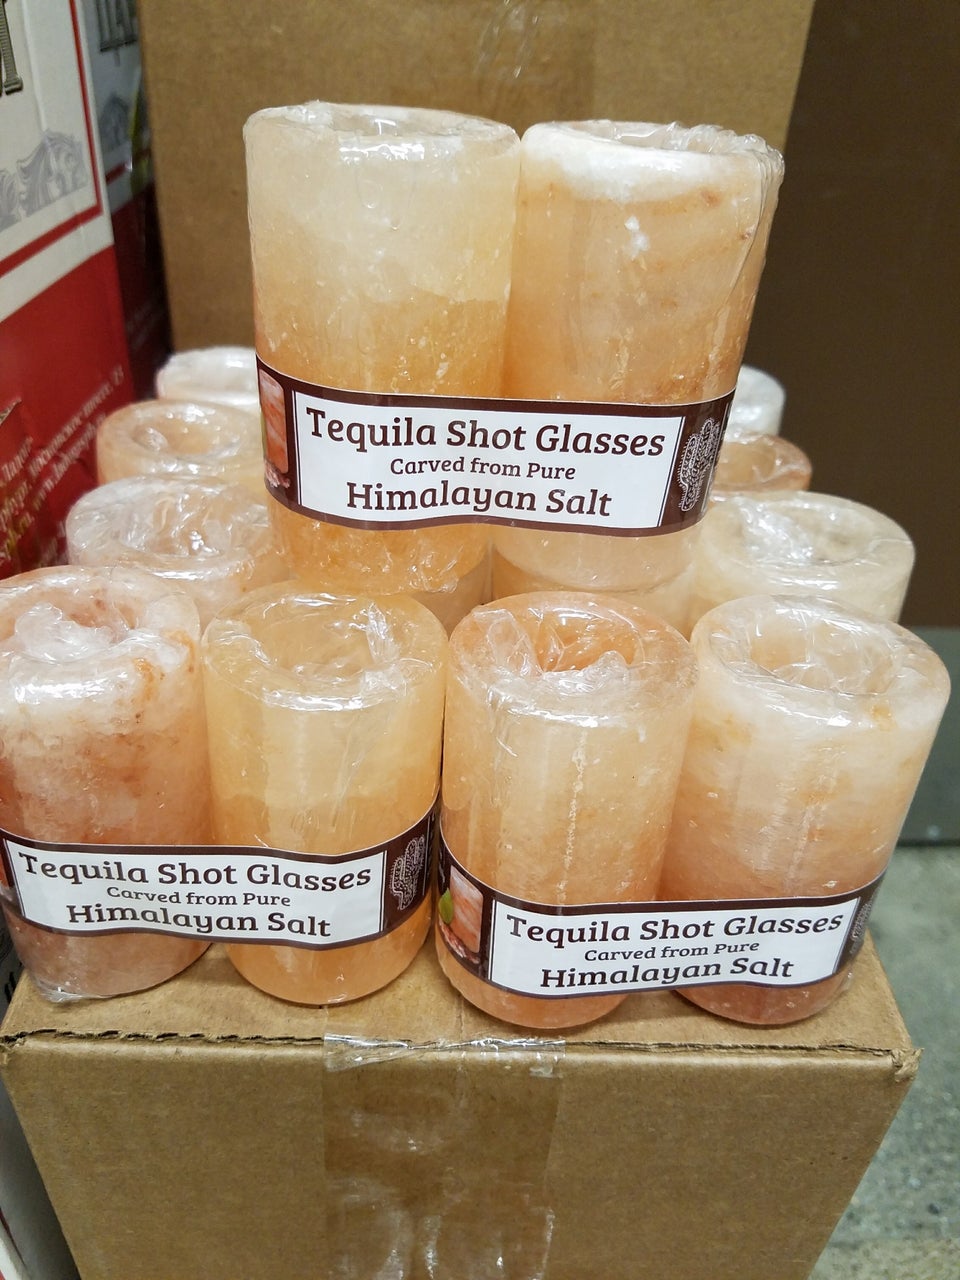 Tequila Shot Glasses
Carved from Pure
Himalayan Salt
Tequila Shot Glasses
Carved from Pure
Himalayan Salt
Tequila Shot Glasses
Carved from Pure
Himalayan Salt